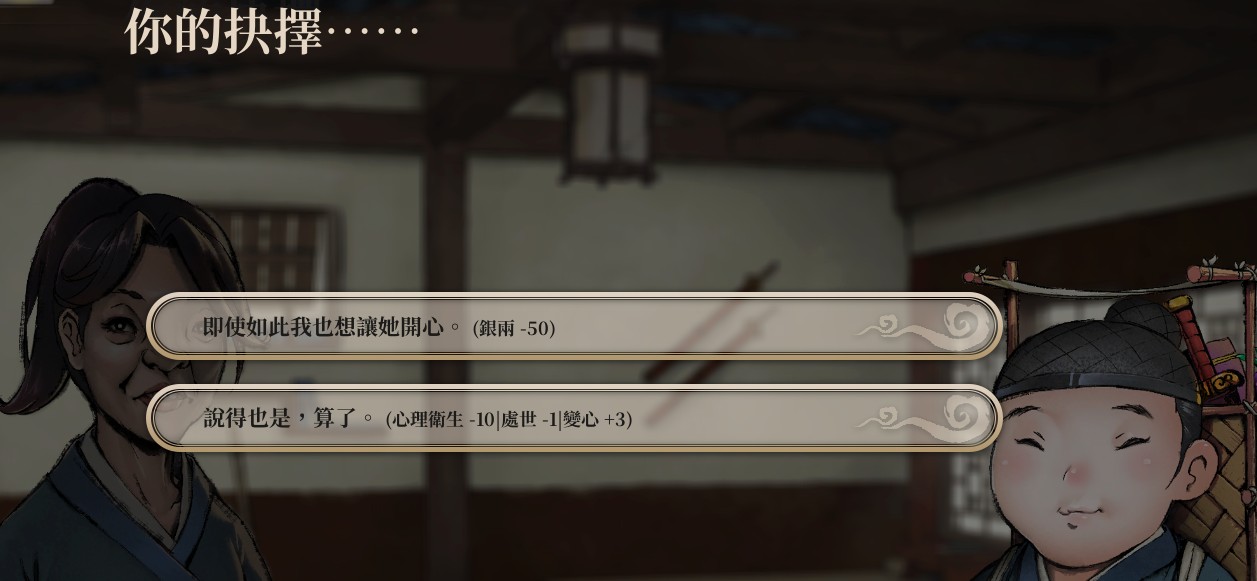 你的抉擇⋯⋯
即使如此我也想讓她開心。 (銀兩 -50)
說得也是，算了。 (心理衛生 -10|處世 -1|變心 +3)